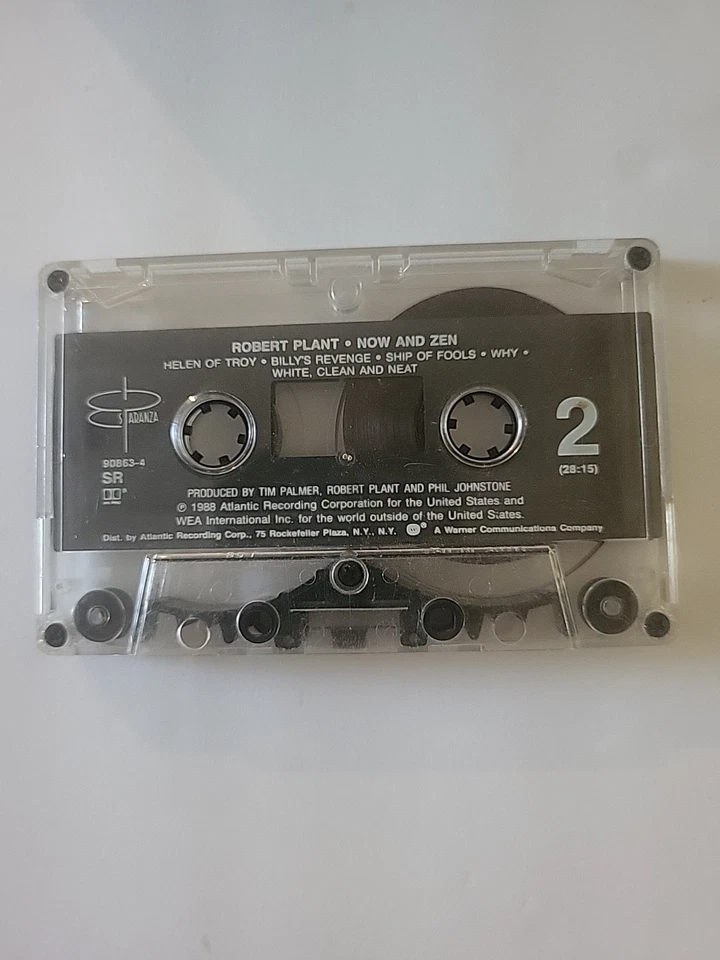 ROBERT PLANT • NOW AND ZEN
HELEN OF TROY • BILLY'S REVENGE • SHIP OF FOOLS • WHY •
WHITE, CLEAN AND NEAT
ES PARANZA
90863-4
SR
2
(28:15)
PRODUCED BY TIM PALMER, ROBERT PLANT AND PHIL JOHNSTONE
℗ 1988 Atlantic Recording Corporation for the United States and
WEA International Inc. for the world outside of the United States.
Dist. by Atlantic Recording Corp., 75 Rockefeller Plaza, N.Y., N.Y. ® A Warner Communications Company